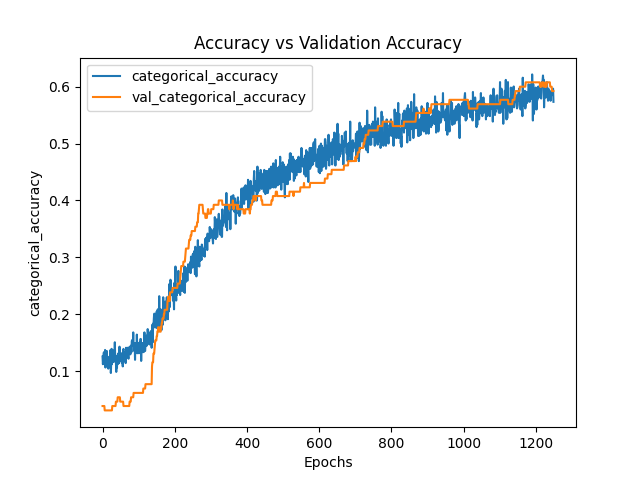 Accuracy vs Validation Accuracy
categorical_accuracy
val_categorical_accuracy
categorical_accuracy
0.6
0.5
0.4
0.3
0.2
0.1
0 200 400 600 800 1000 1200
Epochs